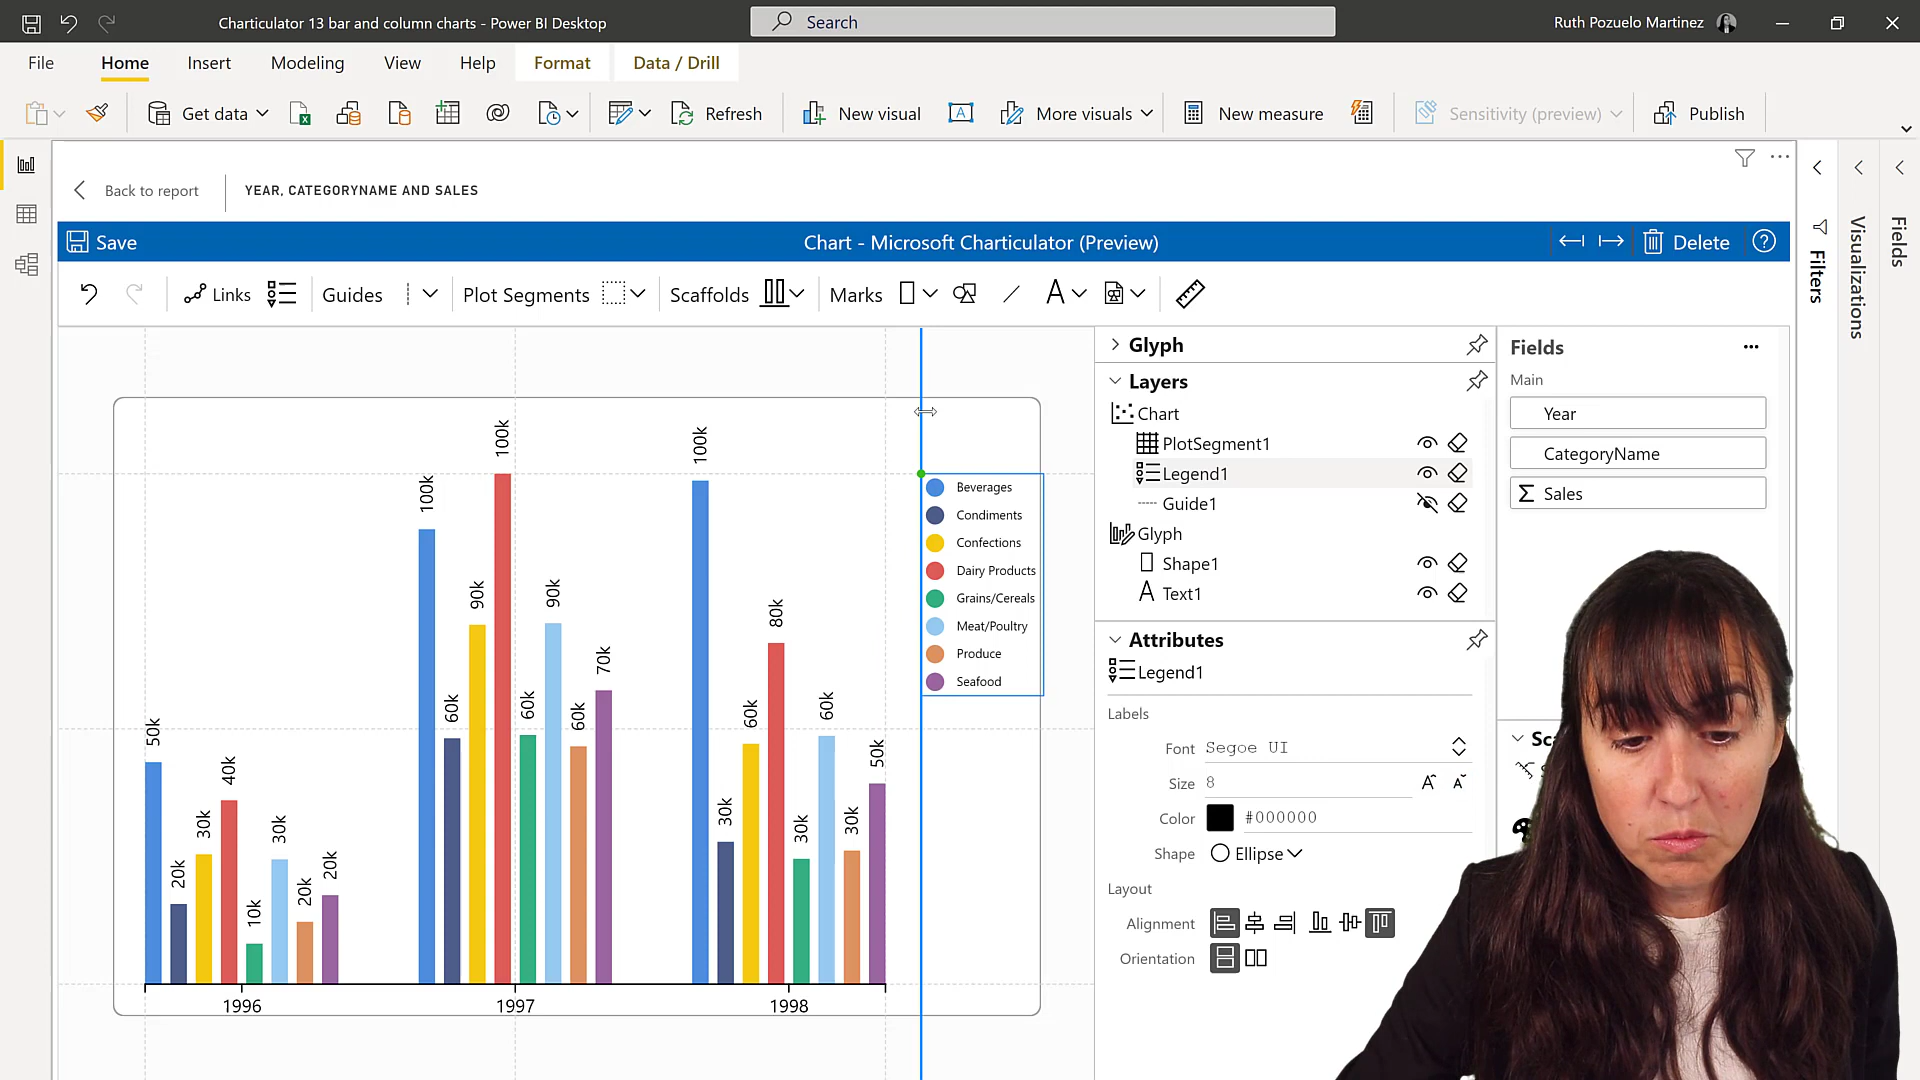 Charticulator 13 bar and column charts - Power BI Desktop
Search
Ruth Pozuelo Martinez
File Home Insert Modeling View Help Format Data / Drill
Get data Refresh New visual More visuals New measure Sensitivity (preview) Publish
Back to report YEAR, CATEGORYNAME AND SALES
Save Chart - Microsoft Charticulator (Preview) Delete
Links Guides Plot Segments Scaffolds Marks
Filters
Visualizations
Fields
100k
100k
100k
90k
90k
60k
60k
60k
70k
50k
20k
30k
40k
10k
30k
20k
20k
30k
60k
80k
30k
60k
30k
50k
1996 1997 1998
Beverages
Condiments
Confections
Dairy Products
Grains/Cereals
Meat/Poultry
Produce
Seafood
Glyph
Layers
Chart
PlotSegment1
Legend1
Guide1
Glyph
Shape1
Text1
Attributes
Legend1
Labels
Font Segoe UI
Size 8
Color #000000
Shape Ellipse
Layout
Alignment
Orientation
Fields
Main
Year
CategoryName
Sales